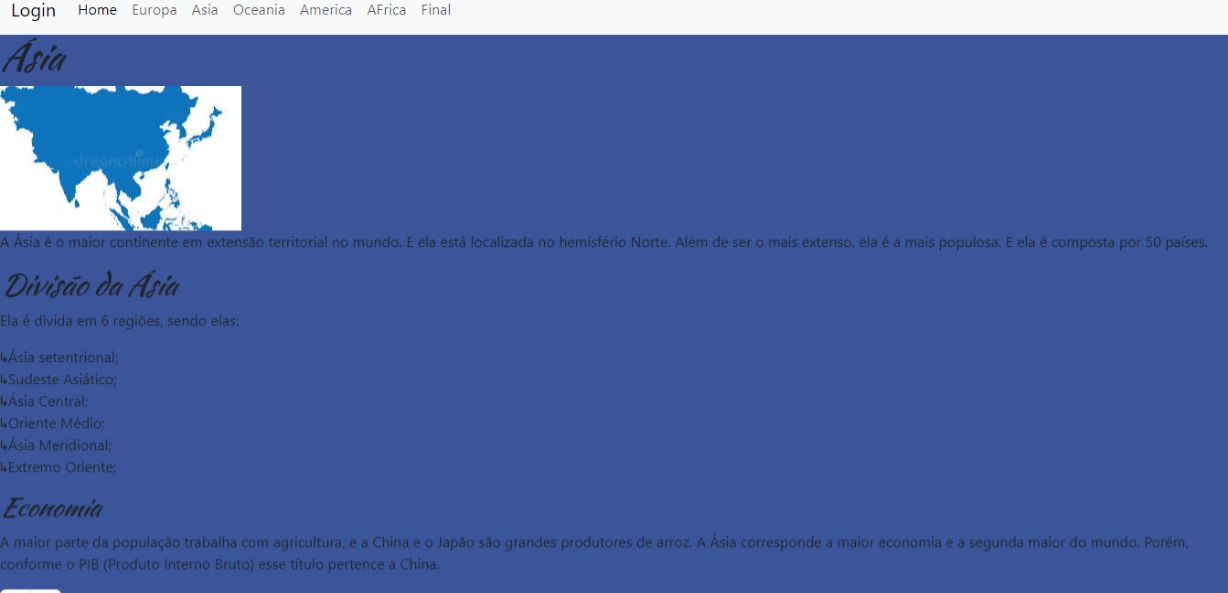 Login Home Europa Asia Oceania America AFrica Final
Ásia
dreamstime
A Ásia é o maior continente em extensão territorial no mundo. E ela está localizada no hemisfério Norte. Além de ser o mais extenso, ela é a mais populosa. E ela é composta por 50 países.
Divisão da Ásia
Ela é divida em 6 regiões, sendo elas:
↳Ásia setentrional;
↳Sudeste Asiático;
↳Ásia Central;
↳Oriente Médio;
↳Ásia Meridional;
↳Extremo Oriente;
Economia
A maior parte da população trabalha com agricultura, e a China e o Japão são grandes produtores de arroz. A Ásia corresponde a maior economia e a segunda maior do mundo. Porém,
conforme o PIB (Produto Interno Bruto) esse título pertence a China.